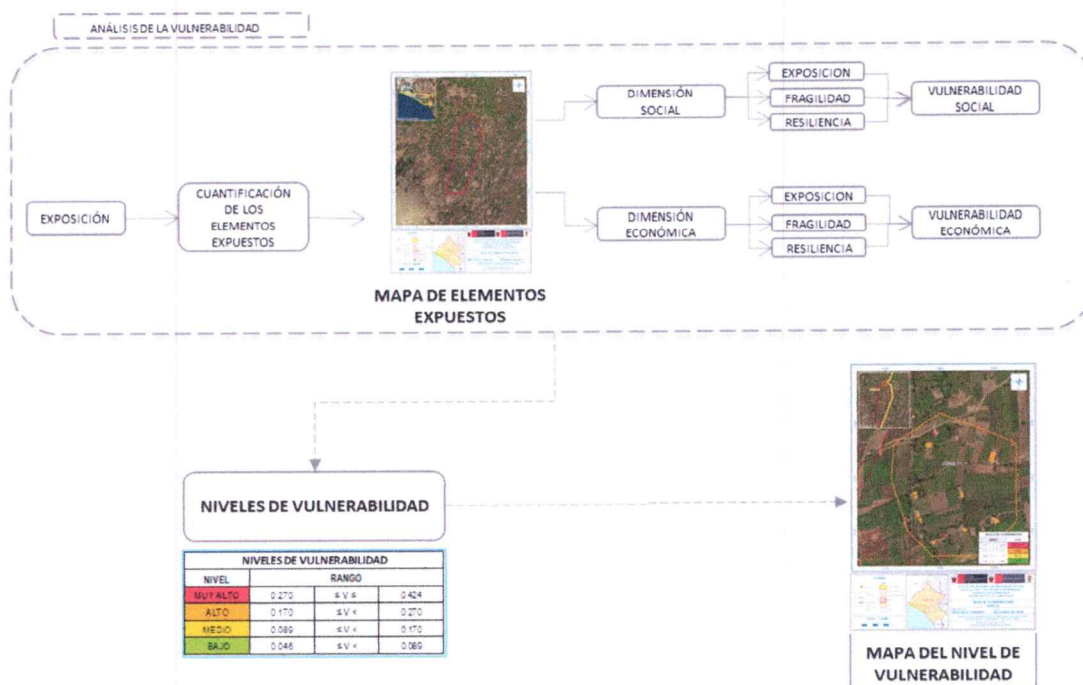 ANÁLISIS DE LA VULNERABILIDAD
EXPOSICIÓN
CUANTIFICACIÓN
DE LOS
ELEMENTOS
EXPUESTOS
MAPA DE ELEMENTOS
EXPUESTOS
DIMENSIÓN
SOCIAL
EXPOSICION
FRAGILIDAD
RESILIENCIA
VULNERABILIDAD
SOCIAL
DIMENSIÓN
ECONÓMICA
EXPOSICION
FRAGILIDAD
RESILIENCIA
VULNERABILIDAD
ECONÓMICA
NIVELES DE VULNERABILIDAD
NIVELES DE VULNERABILIDAD
NIVEL RANGO
MUY ALTO 0.270 ≤ V ≤ 0.424
ALTO 0.170 ≤ V < 0.270
MEDIO 0.089 ≤ V < 0.170
BAJO 0.046 ≤ V < 0.089
MAPA DEL NIVEL DE
VULNERABILIDAD